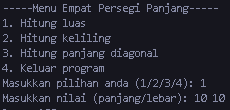 -----Menu Empat Persegi Panjang-----
1. Hitung luas
2. Hitung keliling
3. Hitung panjang diagonal
4. Keluar program
Masukkan pilihan anda (1/2/3/4): 1
Masukkan nilai (panjang/lebar): 10 10